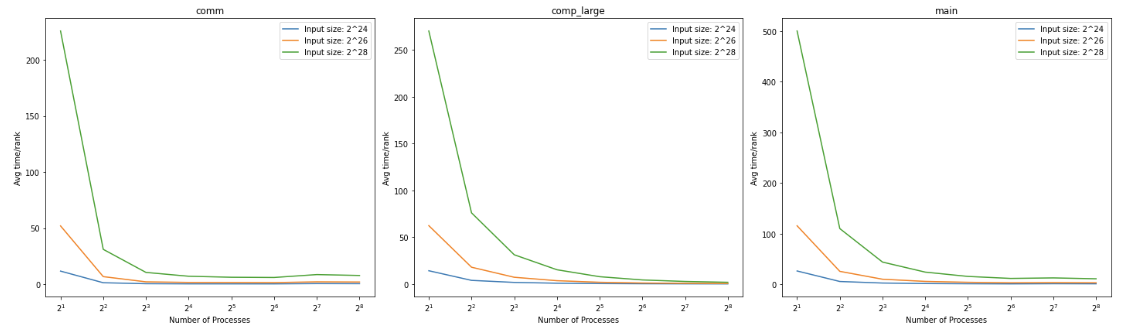 comm
Input size: 2^24
Input size: 2^26
Input size: 2^28
Avg time/rank
200
150
100
50
0
2^1 2^2 2^3 2^4 2^5 2^6 2^7 2^8
Number of Processes
comp_large
Input size: 2^24
Input size: 2^26
Input size: 2^28
Avg time/rank
250
200
150
100
50
0
2^1 2^2 2^3 2^4 2^5 2^6 2^7 2^8
Number of Processes
main
Input size: 2^24
Input size: 2^26
Input size: 2^28
Avg time/rank
500
400
300
200
100
0
2^1 2^2 2^3 2^4 2^5 2^6 2^7 2^8
Number of Processes